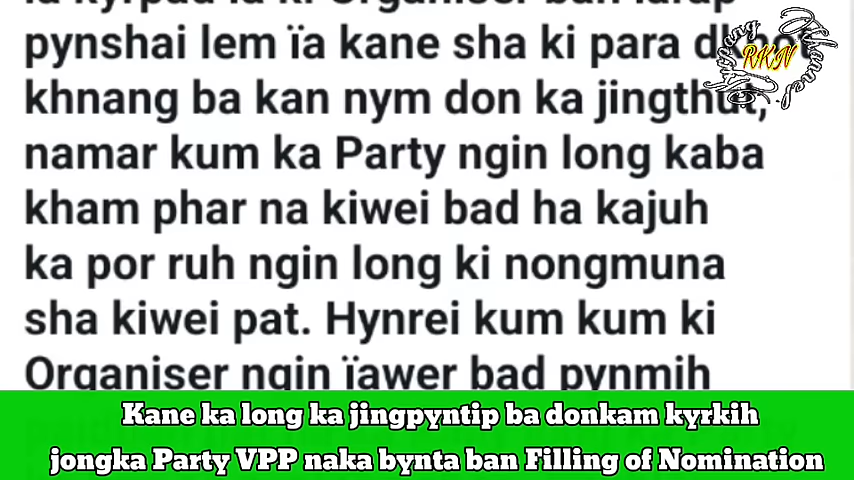 pynshai lem ïa kane sha ki para
khnang ba kan nym don ka jingthut,
namar kum ka Party ngin long kaba
kham phar na kiwei bad ha kajuh
ka por ruh ngin long ki nongmuna
sha kiwei pat. Hynrei kum kum ki
Organiser ngin ïawer bad pynmih
Kane ka long ka jingpyntip ba donkam kyrkih
jongka Party VPP naka bynta ban Filling of Nomination
RKN